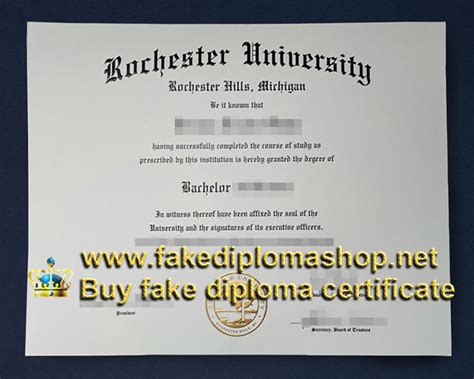 Rochester University
Rochester Hills, Michigan
Be it known that
having successfully completed the course of study as
prescribed by this institution is hereby granted the degree of
Bachelor
In witness thereof have been affixed the seal of the
University and the signatures of its executive officers.
www.fakediplomashop.net
Buy fake diploma certificate
President
Secretary, Board of Trustees